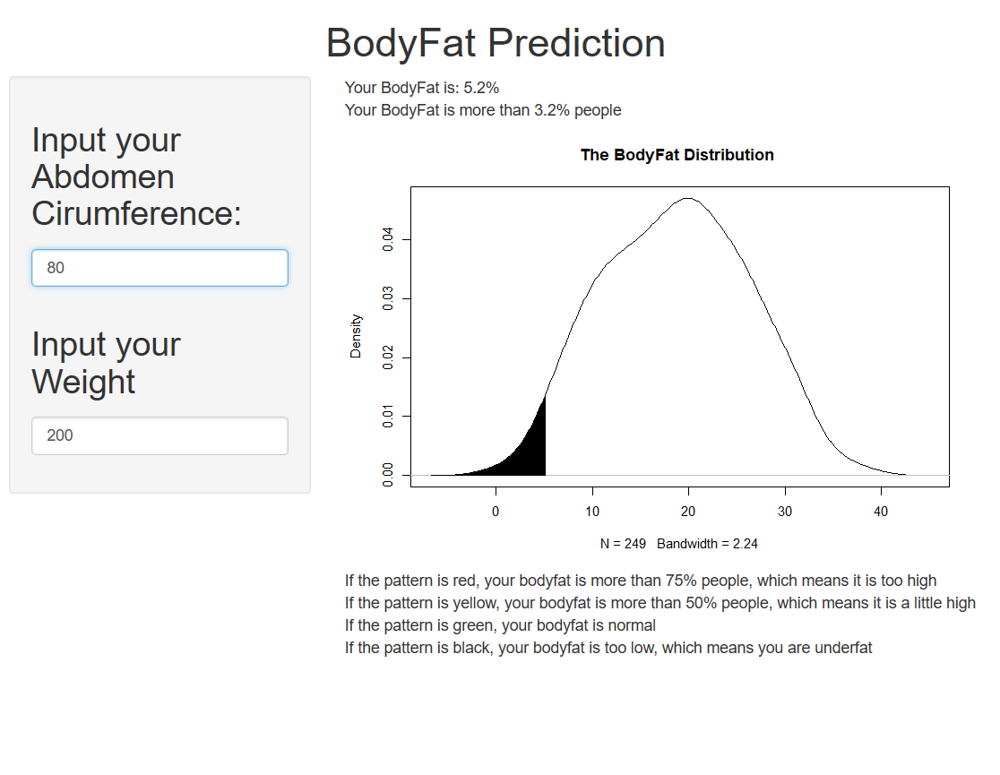 BodyFat Prediction
Input your
Abdomen
Cirumference:
80
Input your
Weight
200
Your BodyFat is: 5.2%
Your BodyFat is more than 3.2% people
The BodyFat Distribution
Density
0.04
0.03
0.02
0.01
0.00
0 10 20 30 40
N = 249 Bandwidth = 2.24
If the pattern is red, your bodyfat is more than 75% people, which means it is too high
If the pattern is yellow, your bodyfat is more than 50% people, which means it is a little high
If the pattern is green, your bodyfat is normal
If the pattern is black, your bodyfat is too low, which means you are underfat